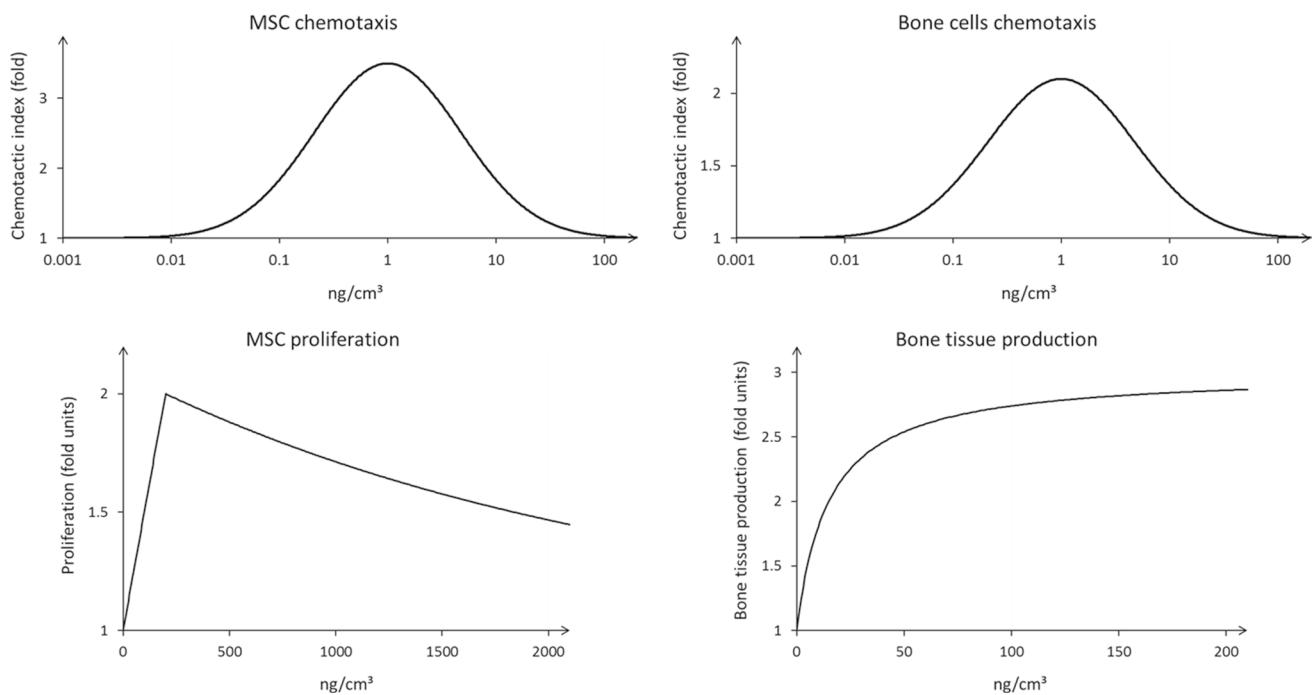 MSC chemotaxis
Chemotactic index (fold)
3
2
1
0.001 0.01 0.1 1 10 100
ng/cm³
Bone cells chemotaxis
Chemotactic index (fold)
2
1.5
1
0.001 0.01 0.1 1 10 100
ng/cm³
MSC proliferation
Proliferation (fold units)
2
1.5
1
0 500 1000 1500 2000
ng/cm³
Bone tissue production
Bone tissue production (fold units)
3
2.5
2
1.5
1
0 50 100 150 200
ng/cm³